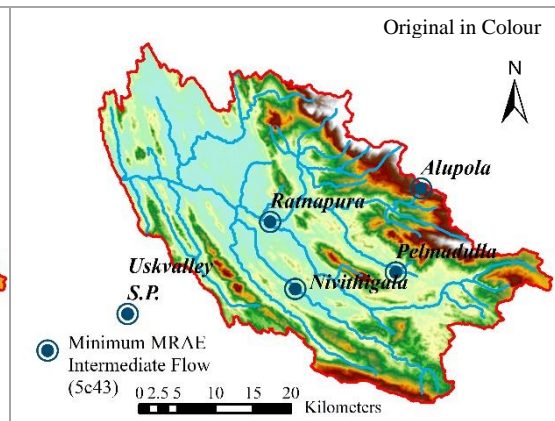 Original in Colour
N
Alupola
Ratnapura
Pelmadulla
Uskvalley
S.P.
Nivithigala
Minimum MRAE
Intermediate Flow
(5c43)
0 2.5 5 10 15 20
Kilometers